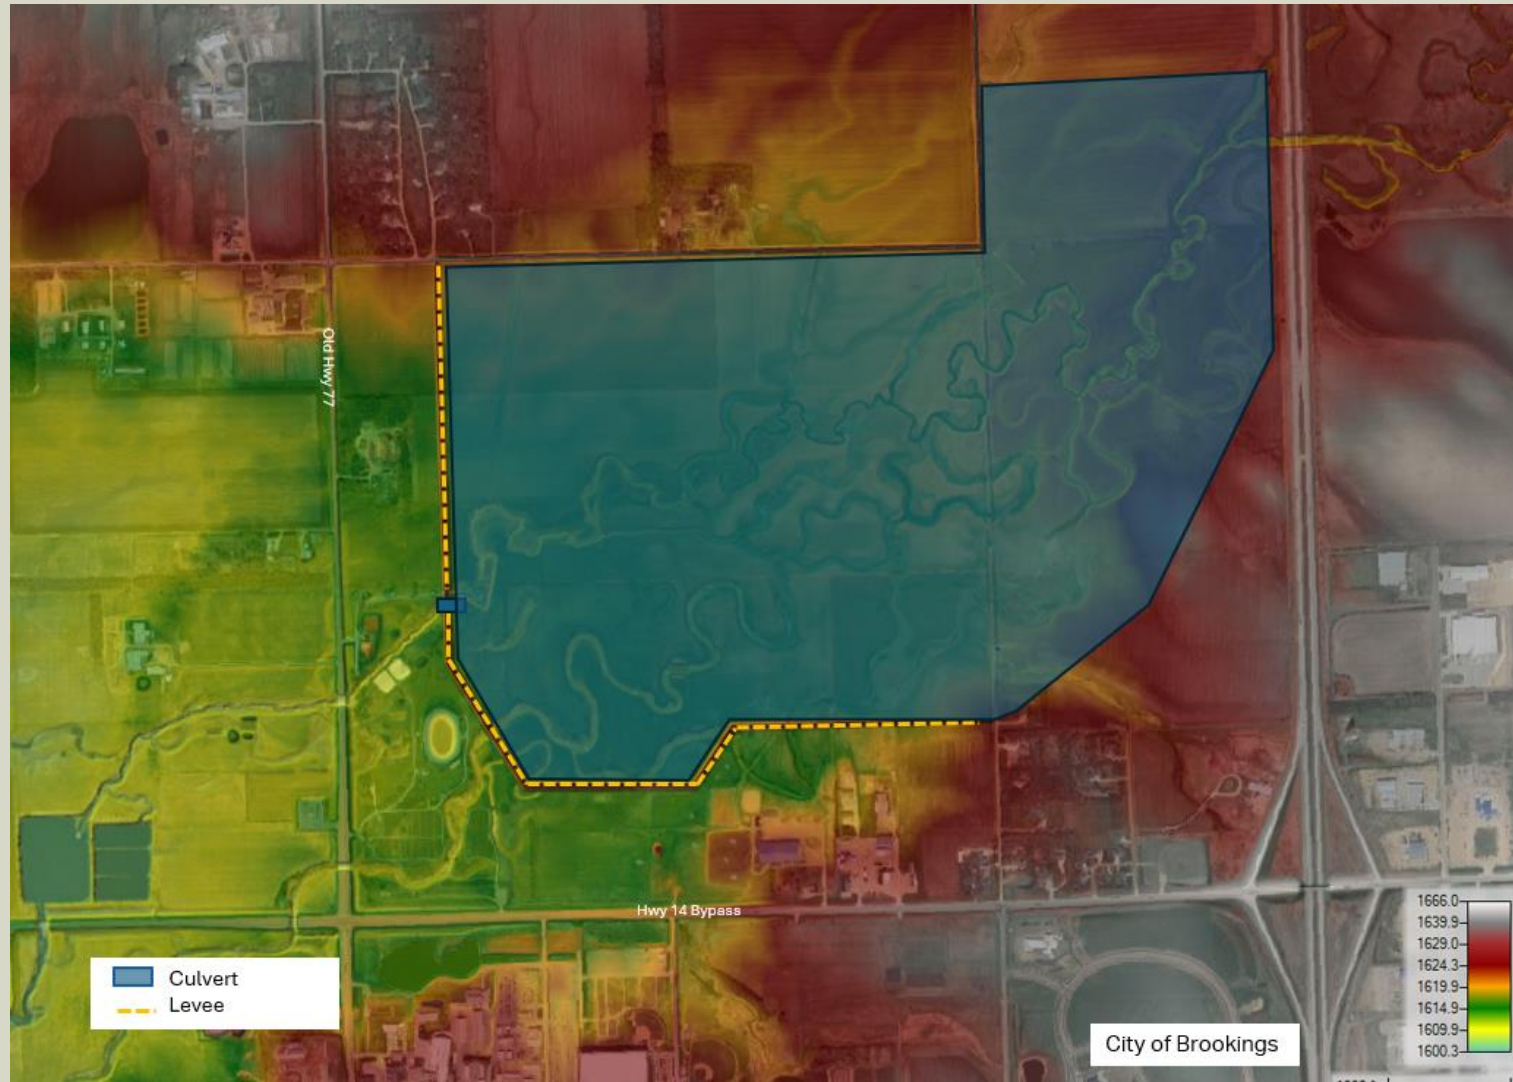 Old Hwy 77
Hwy 14 Bypass
Culvert
Levee
City of Brookings
1666.0
1639.9
1629.0
1624.3
1619.9
1614.9
1609.9
1600.3